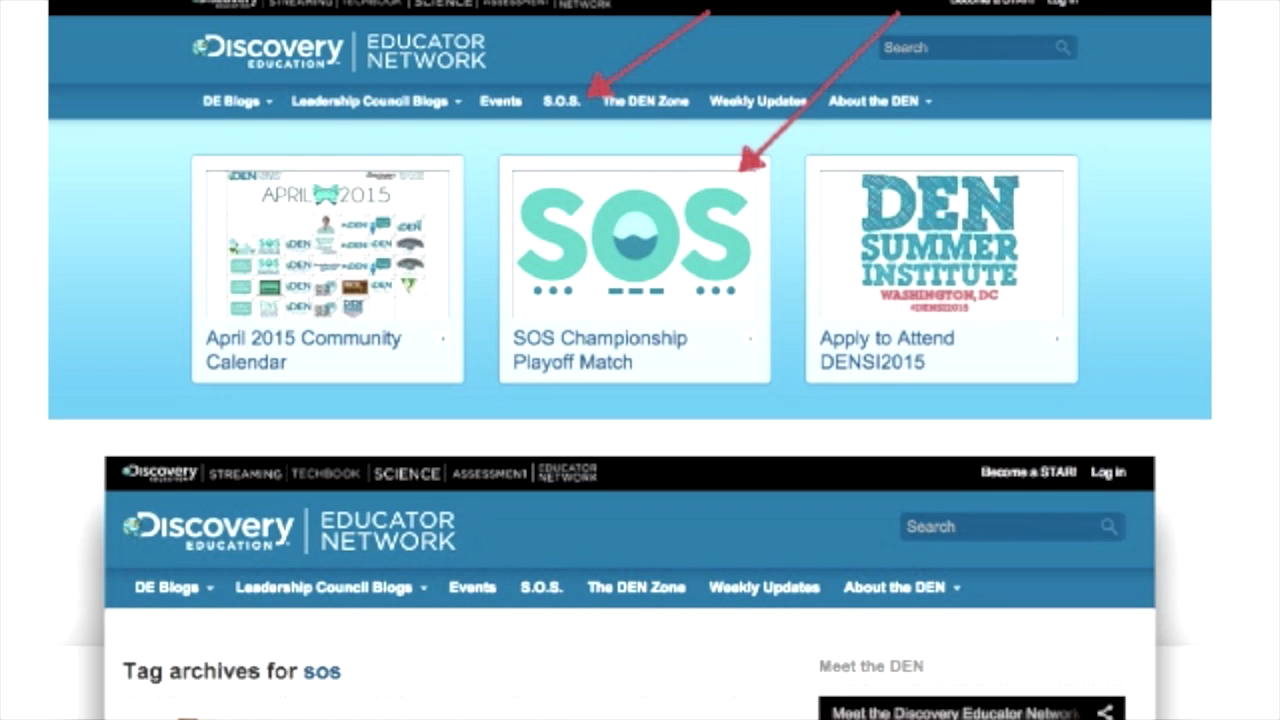 Discovery EDUCATION | STREAMING | TECHBOOK | SCIENCE | ASSESSMENT | NETWORK
Become a STAR! Log in
Discovery EDUCATION | EDUCATOR NETWORK
Search
DE Blogs Leadership Council Blogs Events S.O.S. The DEN Zone Weekly Updates About the DEN
APRIL 2015
April 2015 Community
Calendar
SOS
SOS Championship
Playoff Match
DEN
SUMMER
INSTITUTE
WASHINGTON, DC
#DENSI2015
Apply to Attend
DENSI2015
Discovery EDUCATION | STREAMING | TECHBOOK | SCIENCE | ASSESSMENT | EDUCATOR NETWORK
Become a STAR! Log in
Discovery EDUCATION | EDUCATOR NETWORK
Search
DE Blogs Leadership Council Blogs Events S.O.S. The DEN Zone Weekly Updates About the DEN
Tag archives for sos
Meet the DEN
Meet the Discovery Educator Network